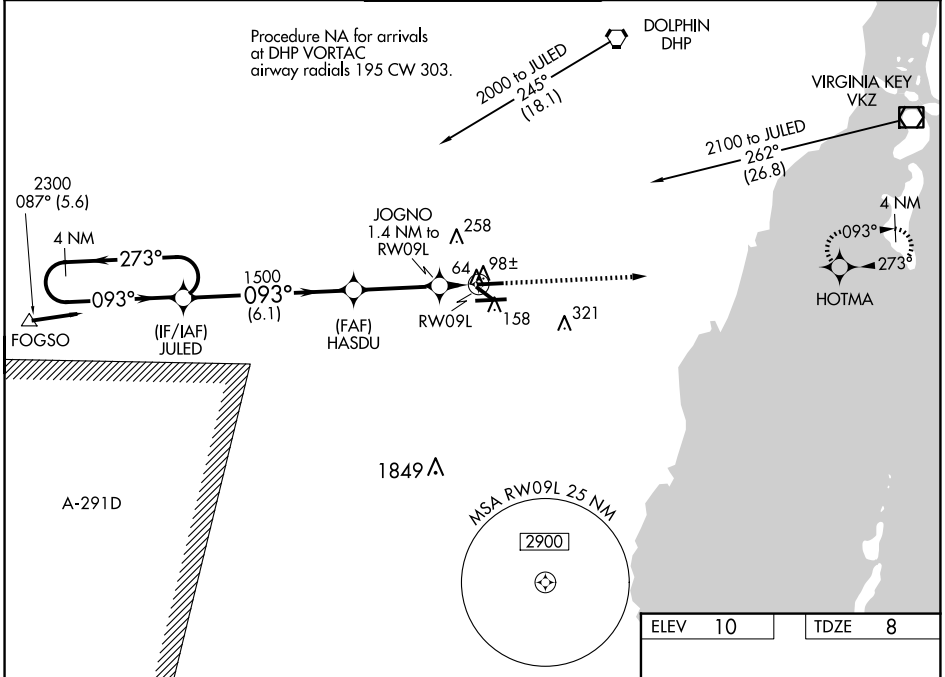 Procedure NA for arrivals
at DHP VORTAC
airway radials 195 CW 303.
DOLPHIN
DHP
2000 to JULED
245°
(18.1)
VIRGINIA KEY
VKZ
2100 to JULED
262°
(26.8)
2300
087° (5.6)
4 NM
273°
093°
FOGSO
(IF/IAF)
JULED
1500
093°
(6.1)
(FAF)
HASDU
JOGNO
1.4 NM to
RW09L
258
64
98±
RW09L
158
321
4 NM
093°
273°
HOTMA
A-291D
1849
MSA RW09L 25 NM
2900
ELEV 10
TDZE 8